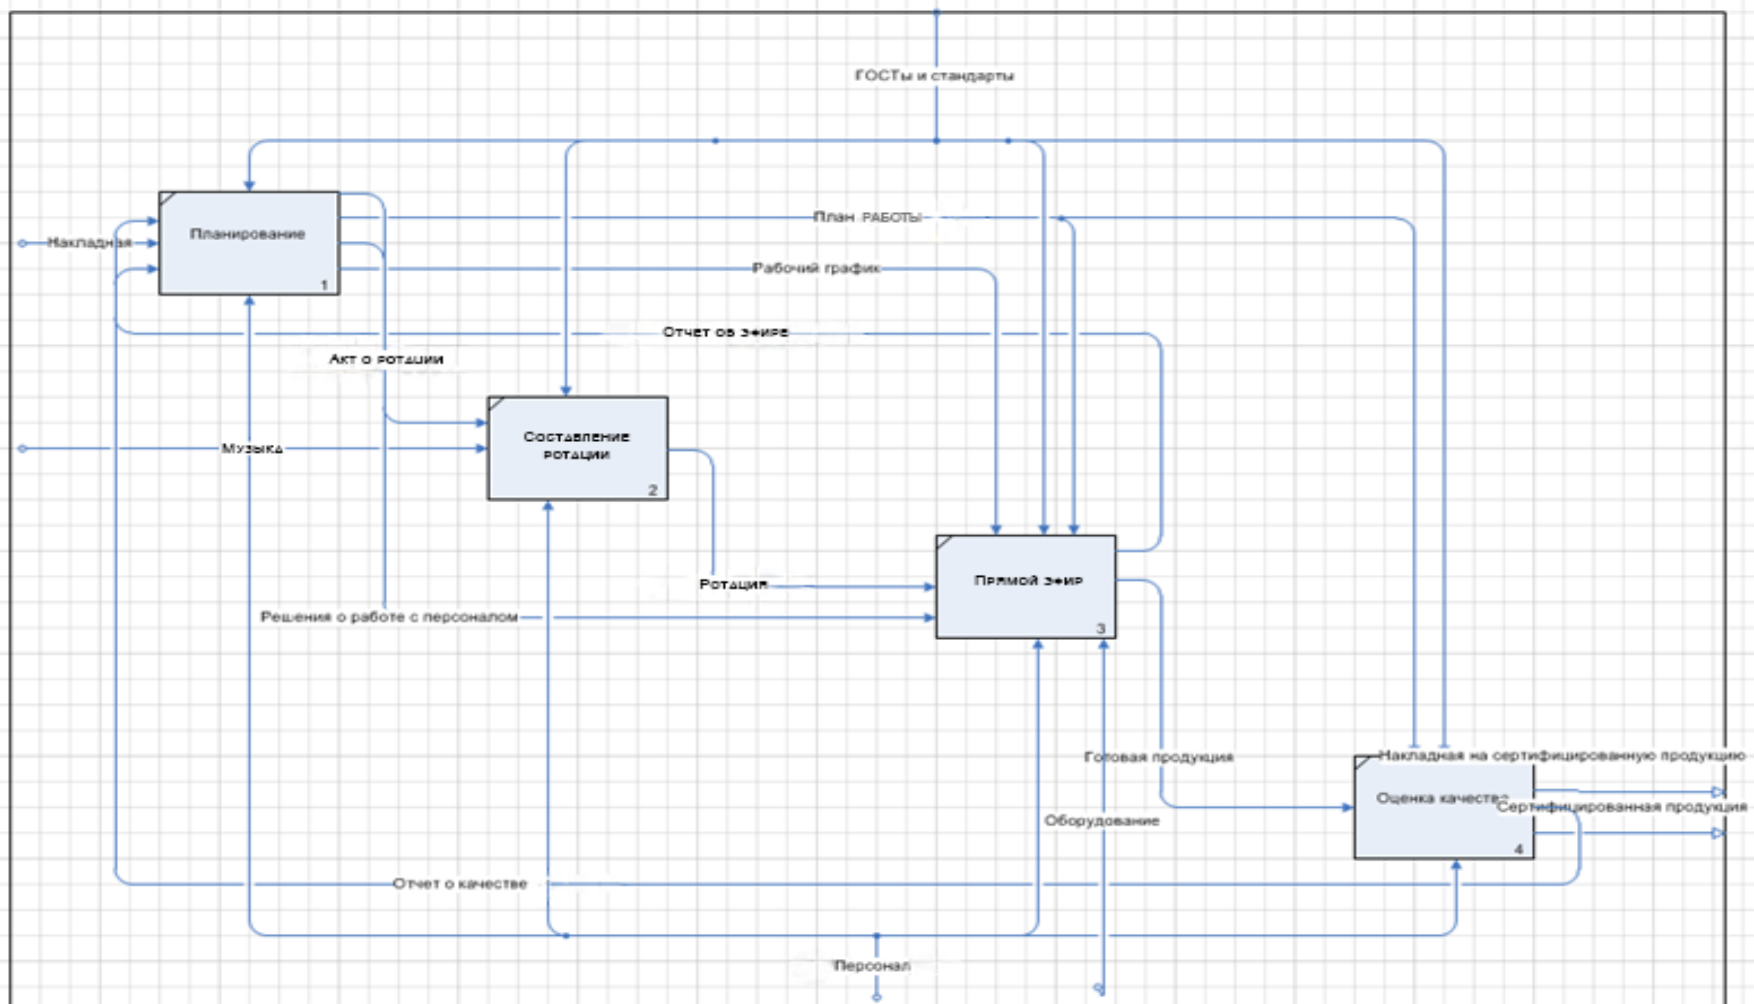 ГОСТы и стандарты
План РАБОТЫ
Накладная
Планирование
1
Рабочий график
Отчет об эфире
Акт о ротации
Составление
ротации
2
Музыка
Прямой эфир
3
Ротация
Решения о работе с персоналом
Готовая продукция
Накладная на сертифицированную продукцию
Оценка качества
Сертифицированная продукция
4
Оборудование
Отчет о качестве
Персонал